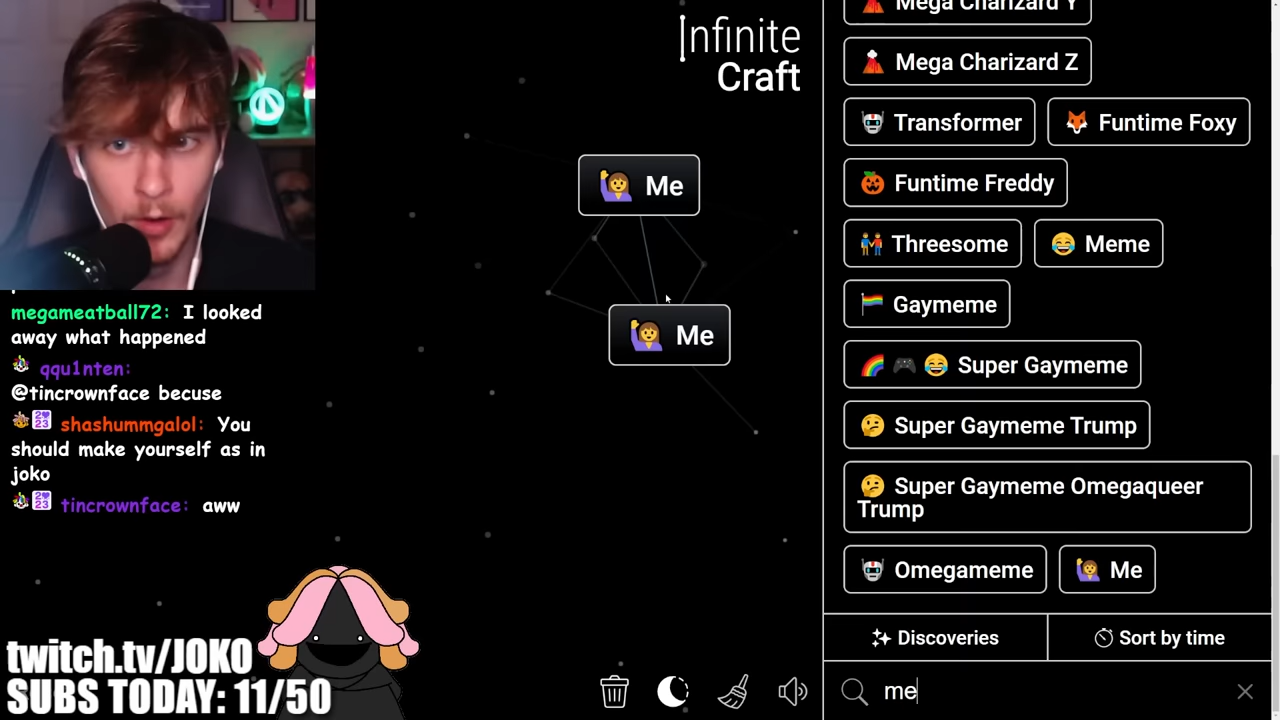 Infinite
Craft
Me
Me
megameatball72: I looked
away what happened
qqu1nten:
@tincrownface becuse
shashummgalol: You
should make yourself as in
joko
tincrownface: aww
twitch.tv/JOKO
SUBS TODAY: 11/50
Mega Charizard Y
Mega Charizard Z
Transformer
Funtime Foxy
Funtime Freddy
Threesome
Meme
Gaymeme
Super Gaymeme
Super Gaymeme Trump
Super Gaymeme Omegaqueer
Trump
Omegameme
Me
Discoveries
Sort by time
me